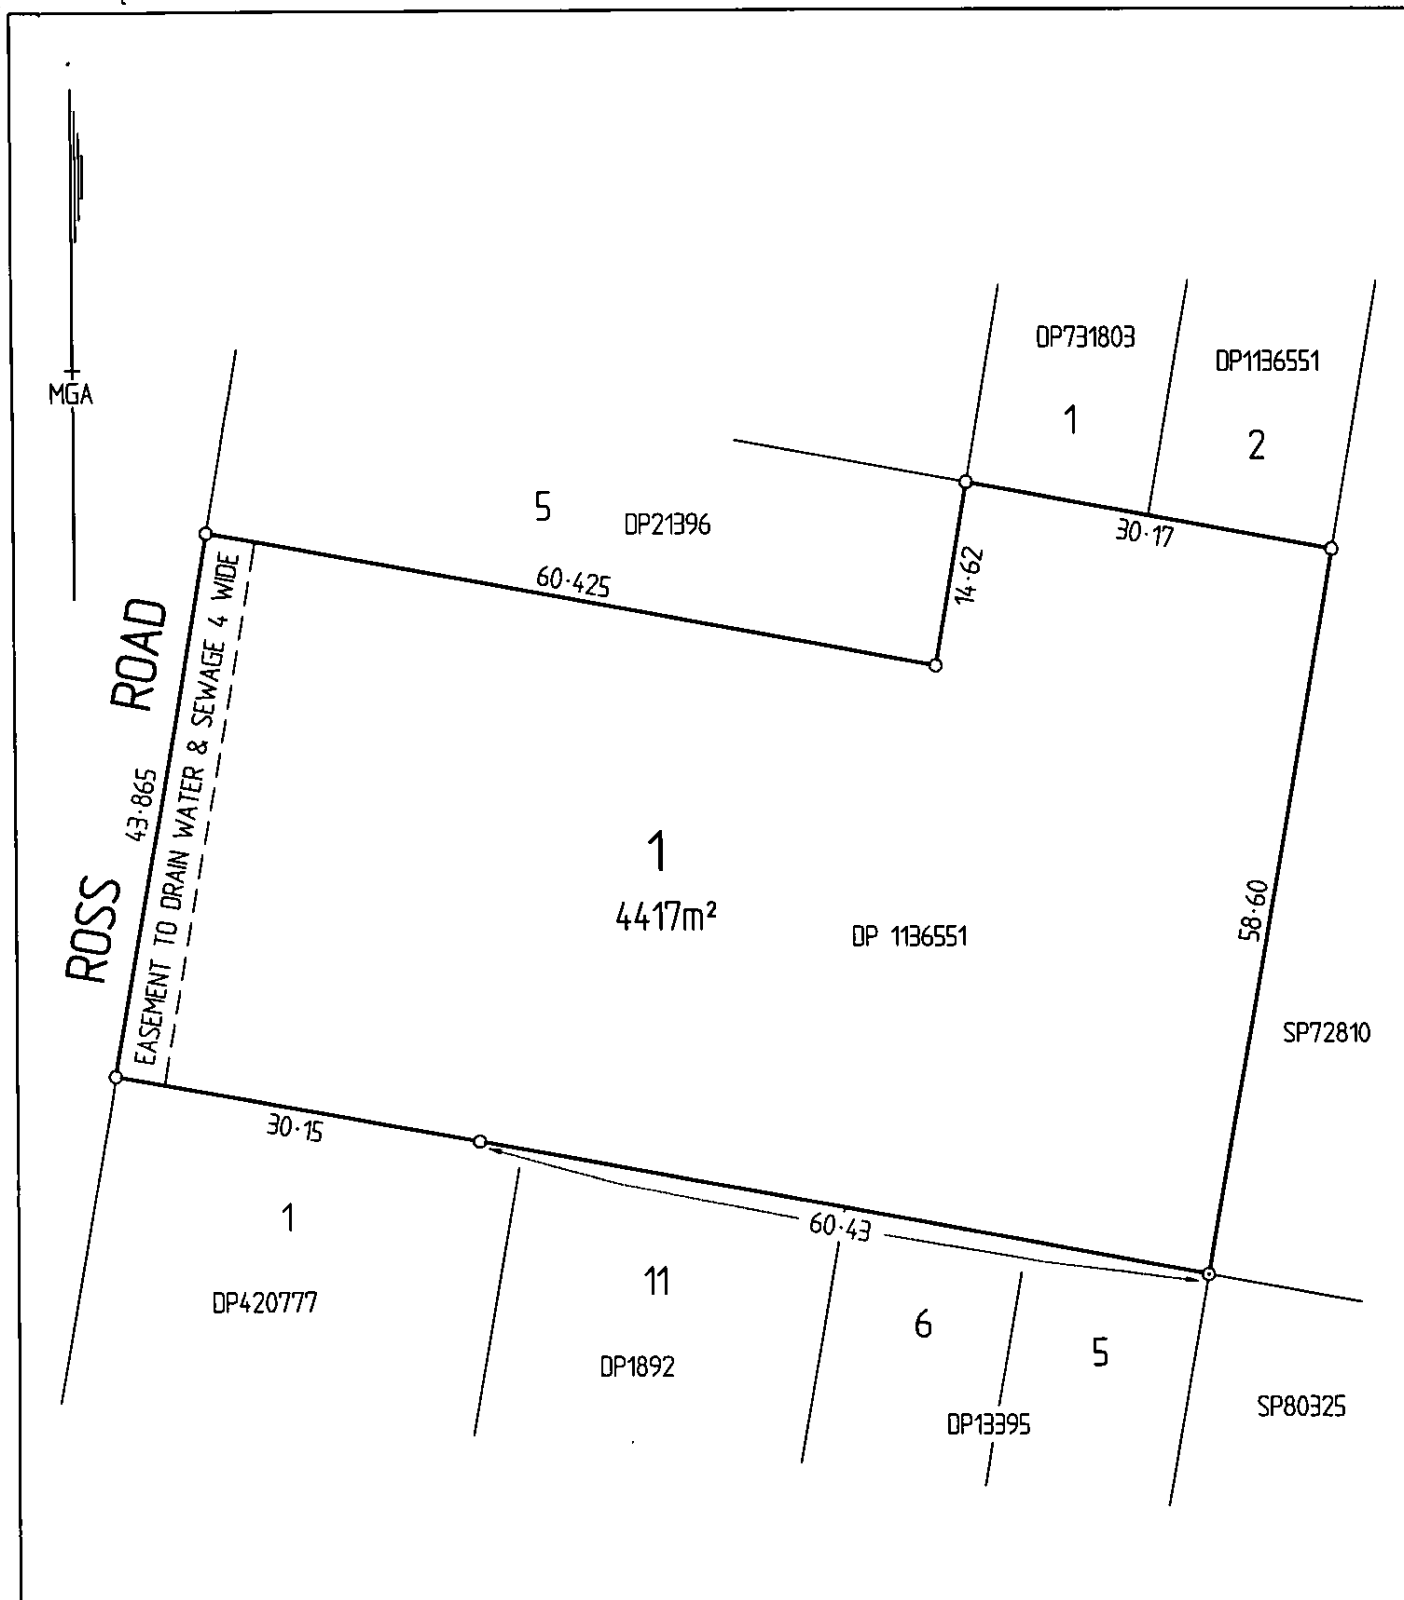 MGA
DP731803
1
DP1136551
2
5
DP21396
60·425
14·62
30·17
ROSS ROAD
43·865
EASEMENT TO DRAIN WATER & SEWAGE 4 WIDE
1
4417m²
DP 1136551
58·60
SP72810
30·15
60·43
1
DP420777
11
DP1892
6
5
DP13395
SP80325